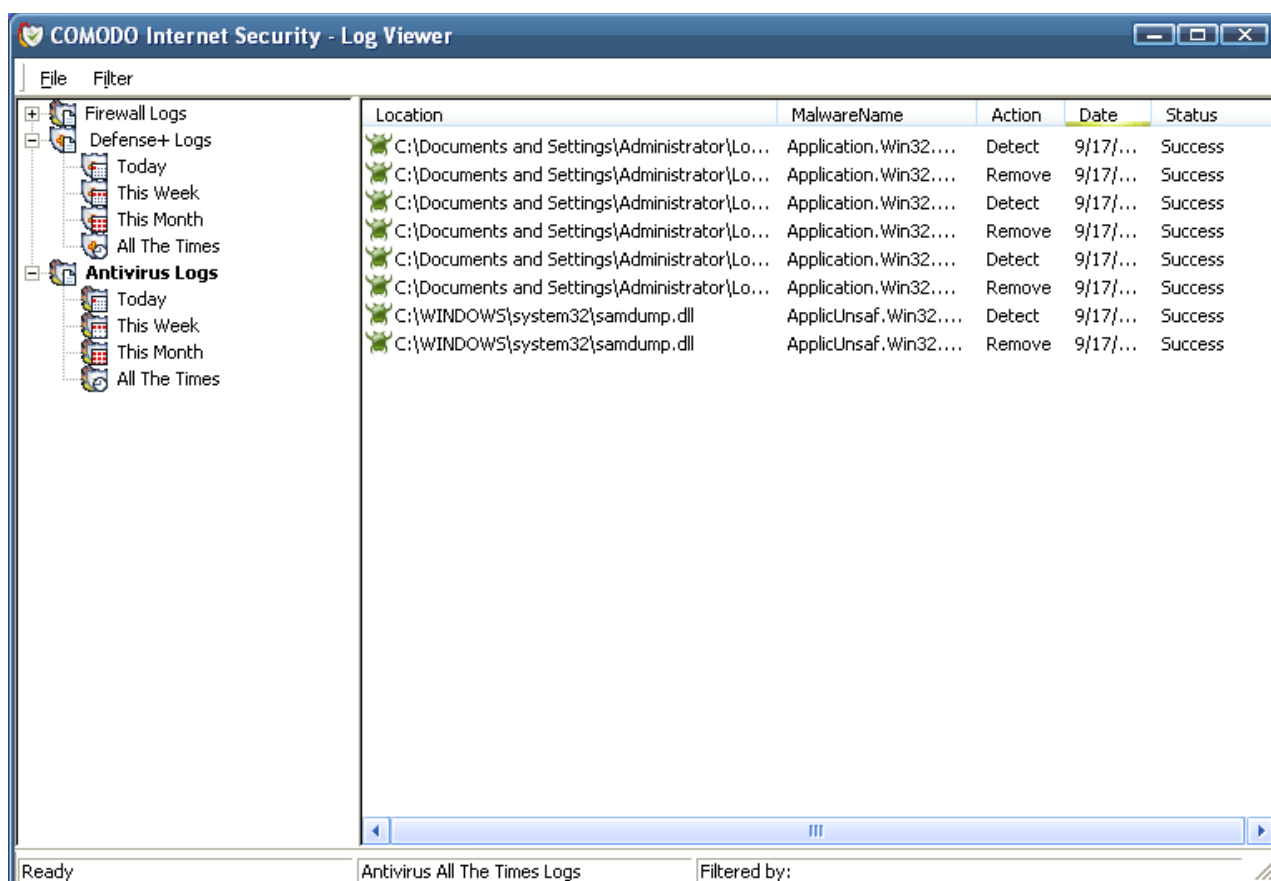 COMODO Internet Security - Log Viewer
File Filter
Firewall Logs
Defense+ Logs
Today
This Week
This Month
All The Times
Antivirus Logs
Today
This Week
This Month
All The Times
Location MalwareName Action Date Status
C:\Documents and Settings\Administrator\Lo... Application.Win32.... Detect 9/17/... Success
C:\Documents and Settings\Administrator\Lo... Application.Win32.... Remove 9/17/... Success
C:\Documents and Settings\Administrator\Lo... Application.Win32.... Detect 9/17/... Success
C:\Documents and Settings\Administrator\Lo... Application.Win32.... Remove 9/17/... Success
C:\Documents and Settings\Administrator\Lo... Application.Win32.... Detect 9/17/... Success
C:\Documents and Settings\Administrator\Lo... Application.Win32.... Remove 9/17/... Success
C:\WINDOWS\system32\samdump.dll ApplicUnsaf.Win32.... Detect 9/17/... Success
C:\WINDOWS\system32\samdump.dll ApplicUnsaf.Win32.... Remove 9/17/... Success
Ready Antivirus All The Times Logs Filtered by: